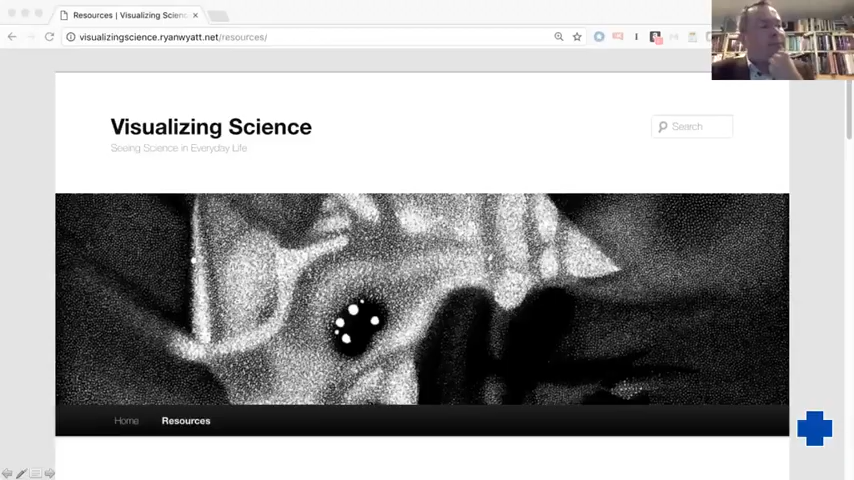 Resources | Visualizing Scienc
visualizingscience.ryanwyatt.net/resources/
Visualizing Science
Seeing Science in Everyday Life
Search
Home
Resources